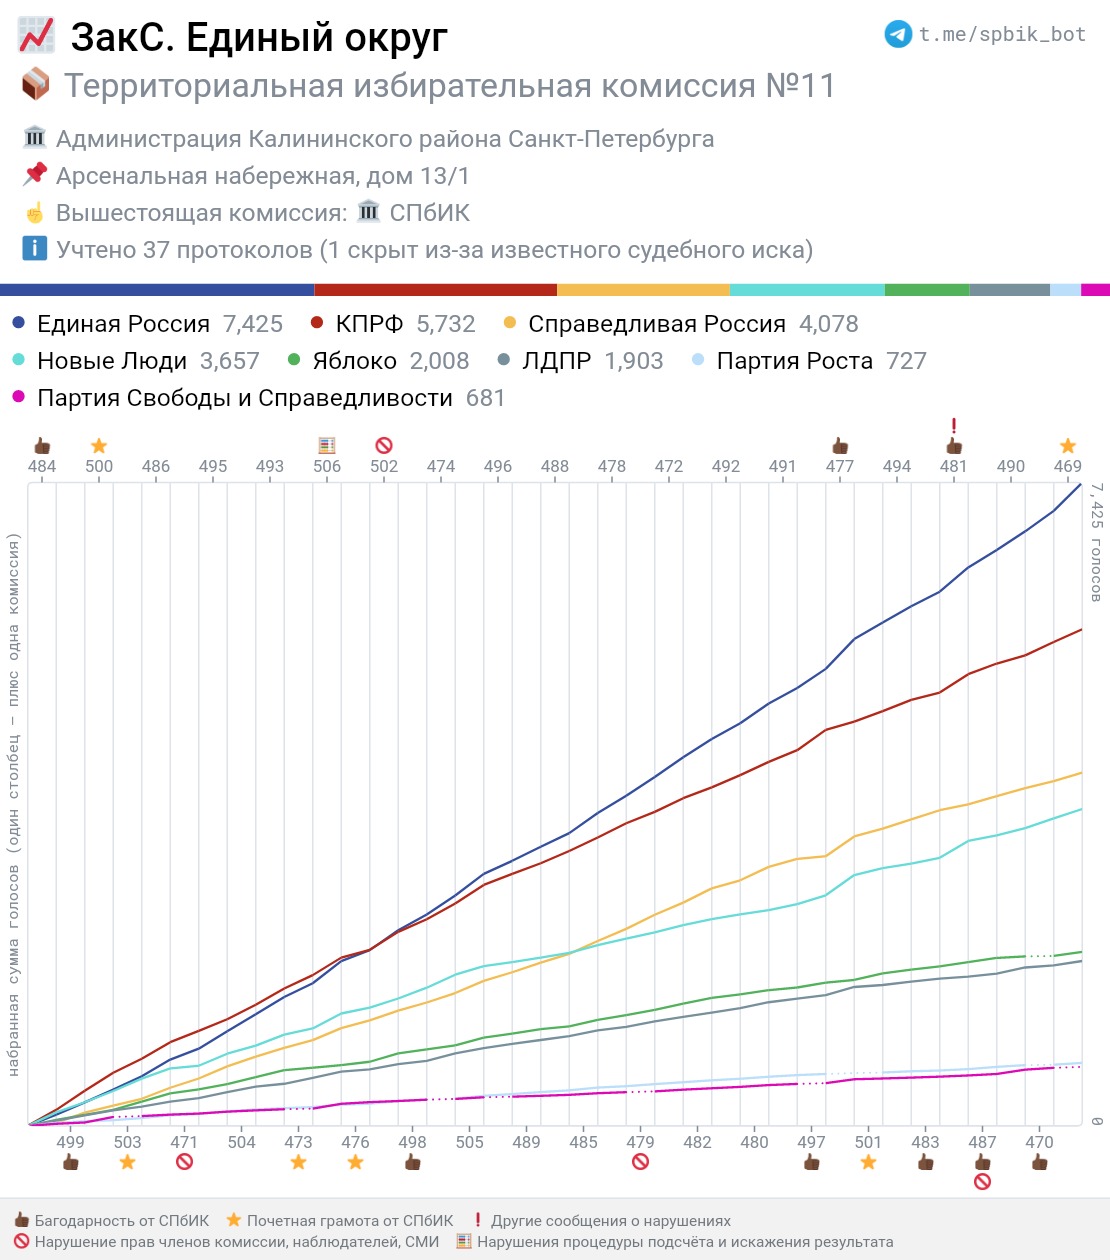 ЗакС. Единый округ
t.me/spbik_bot
Территориальная избирательная комиссия №11
Администрация Калининского района Санкт-Петербурга
Арсенальная набережная, дом 13/1
Вышестоящая комиссия: СПбИК
Учтено 37 протоколов (1 скрыт из-за известного судебного иска)
Единая Россия 7,425 КПРФ 5,732 Справедливая Россия 4,078
Новые Люди 3,657 Яблоко 2,008 ЛДПР 1,903 Партия Роста 727
Партия Свободы и Справедливости 681
484 500 486 495 493 506 502 474 496 488 478 472 492 491 477 494 481 490 469
7,425 голосов
набранная сумма голосов (один столбец – плюс одна комиссия)
0
499 503 471 504 473 476 498 505 489 485 479 482 480 497 501 483 487 470
Багодарность от СПбИК Почетная грамота от СПбИК Другие сообщения о нарушениях
Нарушение прав членов комиссии, наблюдателей, СМИ Нарушения процедуры подсчёта и искажения результата